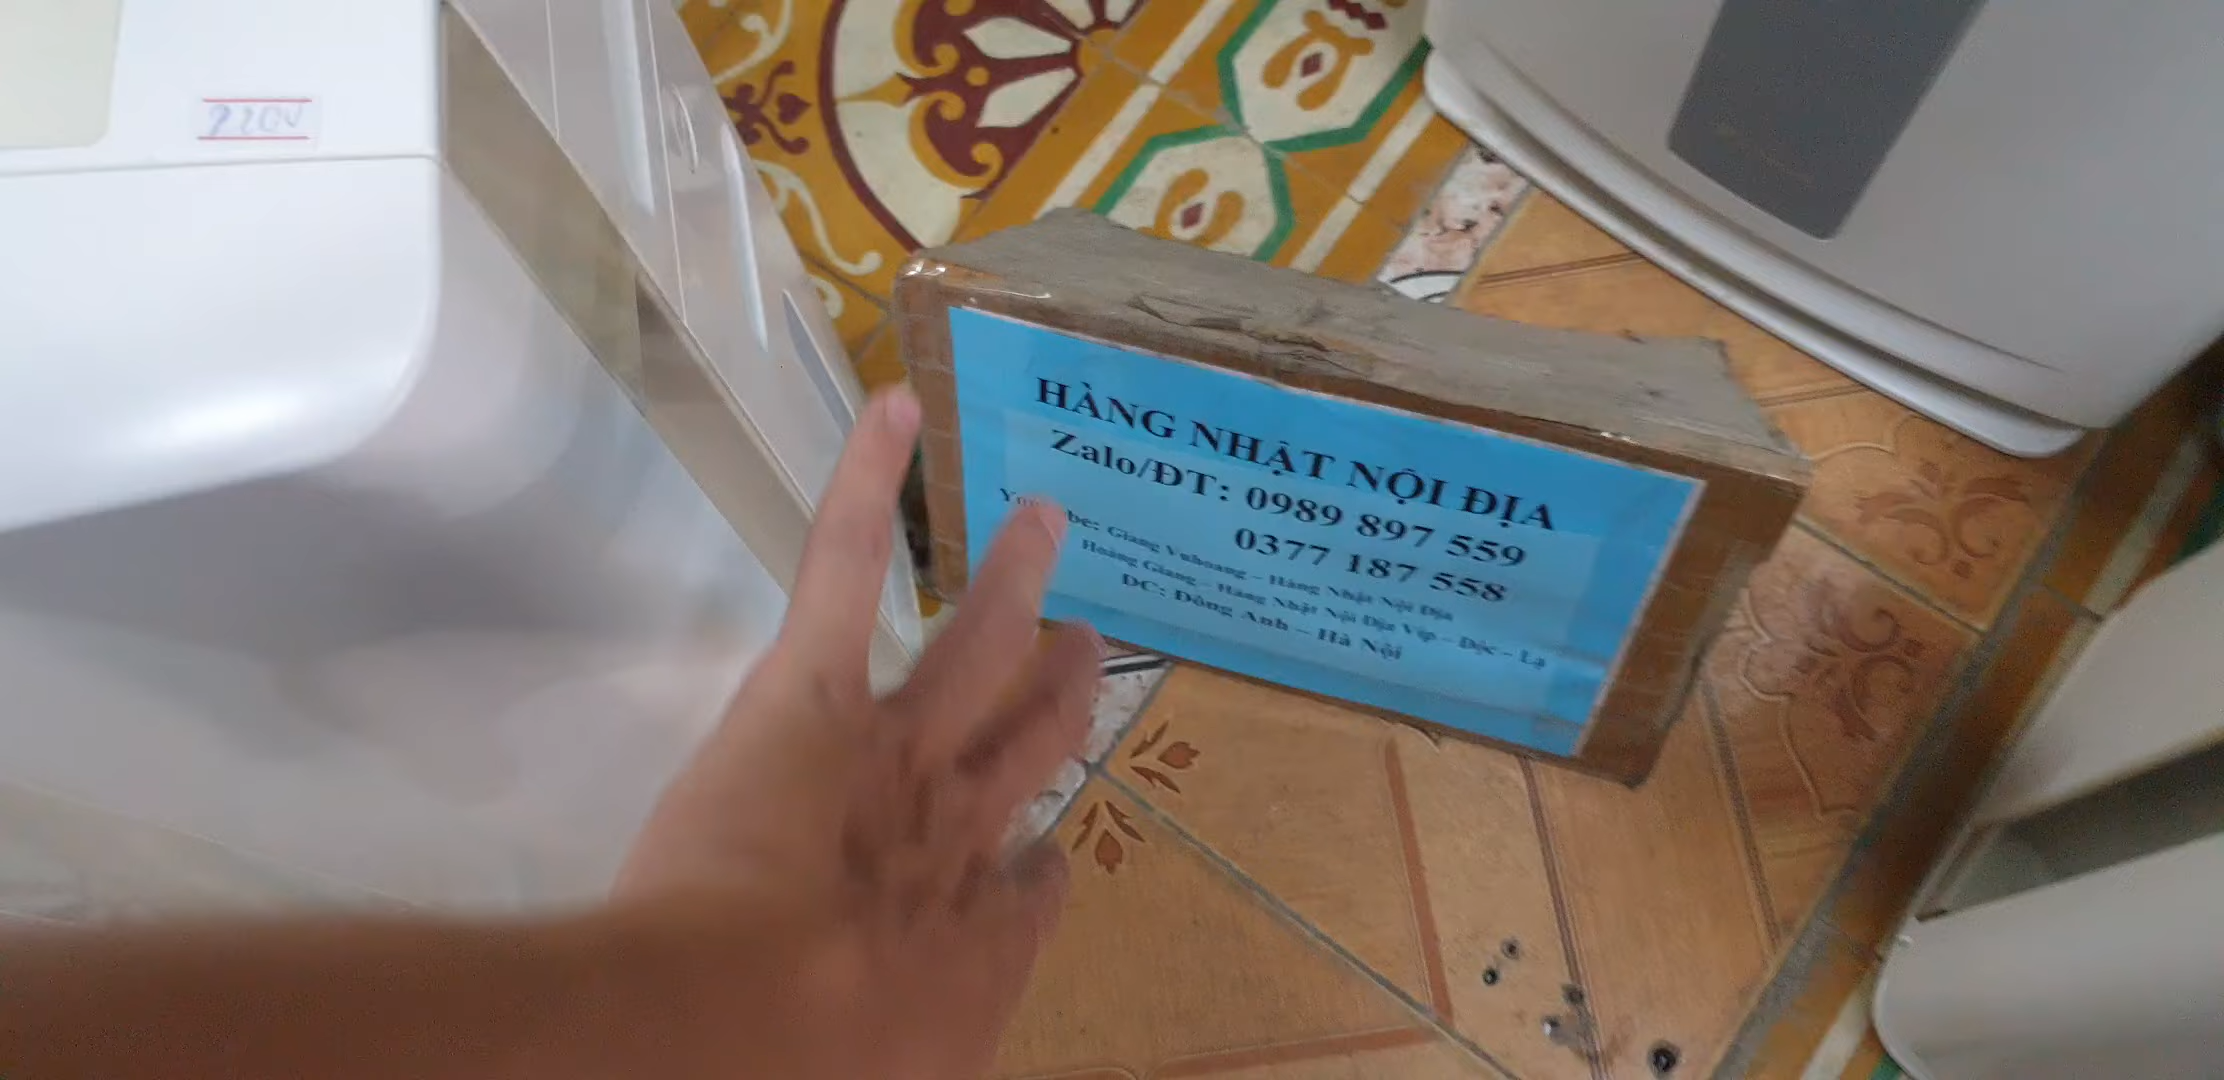 220V
HÀNG NHẬT NỘI ĐỊA
Zalo/ĐT: 0989 897 559
0377 187 558
Giang Vuhoang - Hàng Nhật Nội Địa
Hoàng Giang - Hàng Nhật Nội Địa Vip - Độc - Lạ
ĐC: Đông Anh - Hà Nội